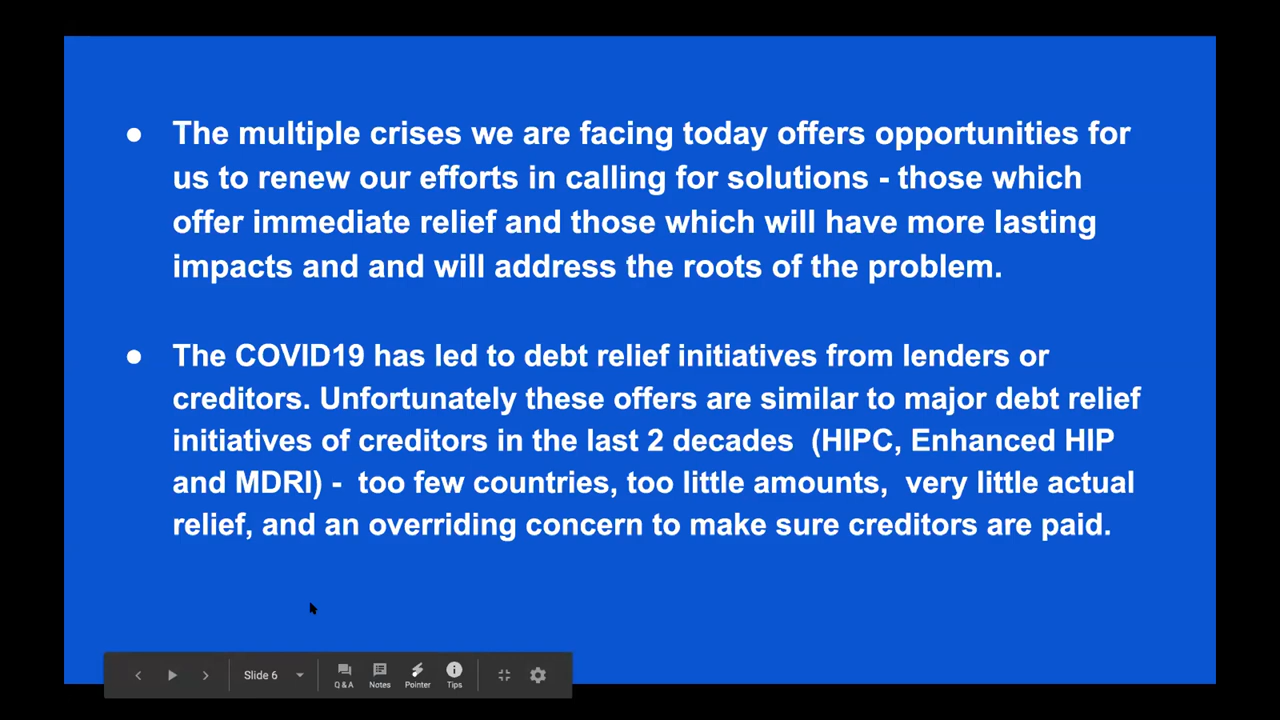 ● The multiple crises we are facing today offers opportunities for
us to renew our efforts in calling for solutions - those which
offer immediate relief and those which will have more lasting
impacts and and will address the roots of the problem.
● The COVID19 has led to debt relief initiatives from lenders or
creditors. Unfortunately these offers are similar to major debt relief
initiatives of creditors in the last 2 decades (HIPC, Enhanced HIP
and MDRI) - too few countries, too little amounts, very little actual
relief, and an overriding concern to make sure creditors are paid.
Slide 6
Q & A Notes Pointer Tips